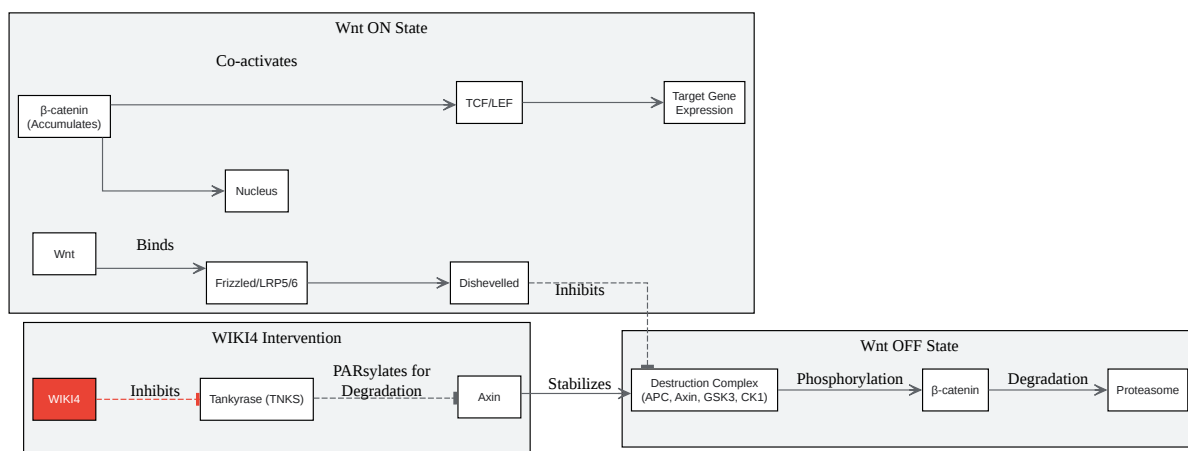 Wnt ON State
Co-activates
β-catenin
(Accumulates)
TCF/LEF
Target Gene
Expression
Nucleus
Wnt
Binds
Frizzled/LRP5/6
Dishevelled
Inhibits
WIKI4 Intervention
WIKI4
Inhibits
Tankyrase (TNKS)
PARsylates for
Degradation
Axin
Stabilizes
Wnt OFF State
Destruction Complex
(APC, Axin, GSK3, CK1)
Phosphorylation
β-catenin
Degradation
Proteasome